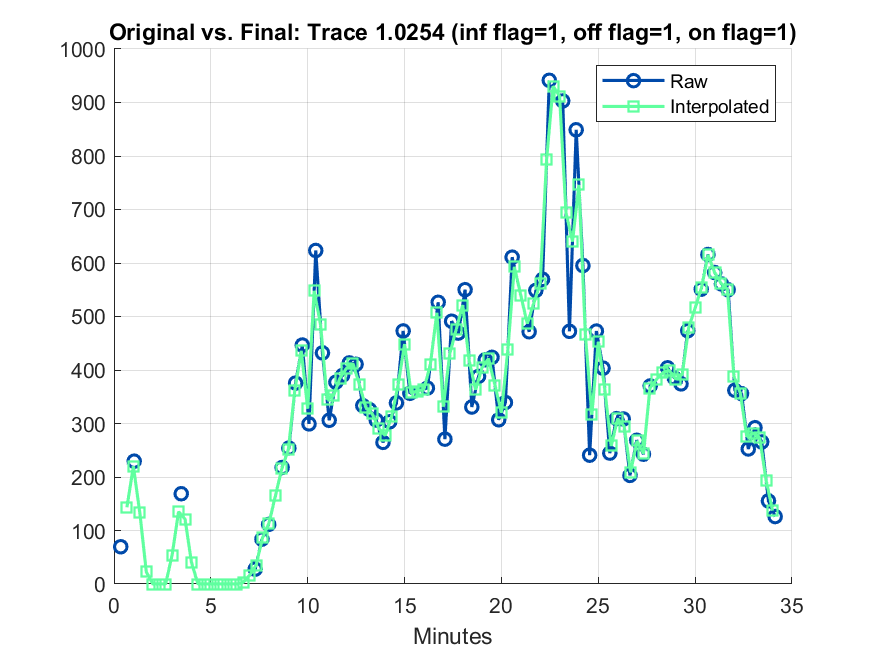 Original vs. Final: Trace 1.0254 (inf flag=1, off flag=1, on flag=1)
1000
900
800
700
600
500
400
300
200
100
0
Raw
Interpolated
0 5 10 15 20 25 30 35
Minutes